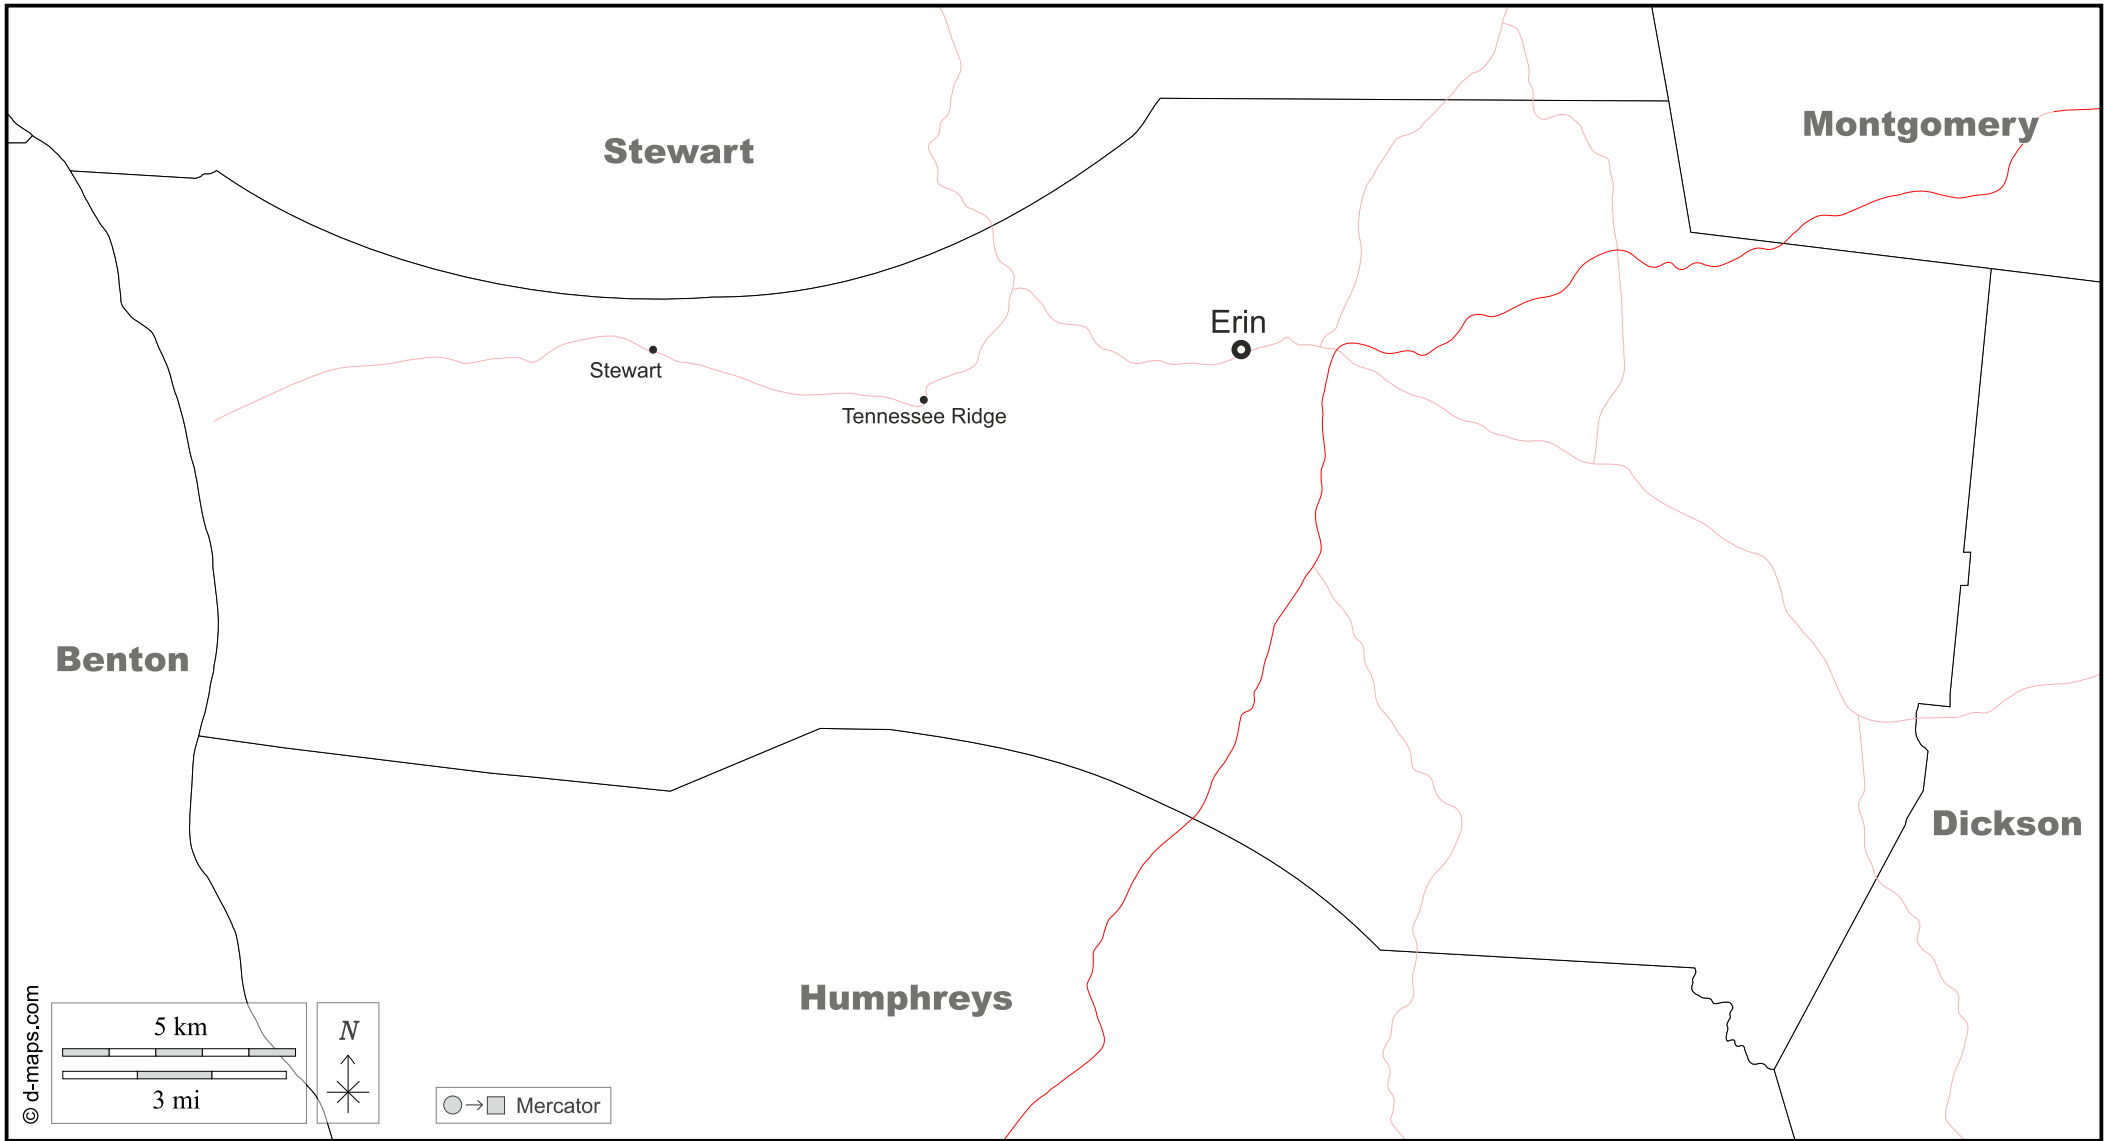 Stewart
Montgomery
Erin
Stewart
Tennessee Ridge
Benton
Dickson
Humphreys
© d-maps.com
5 km
3 mi
N
Mercator